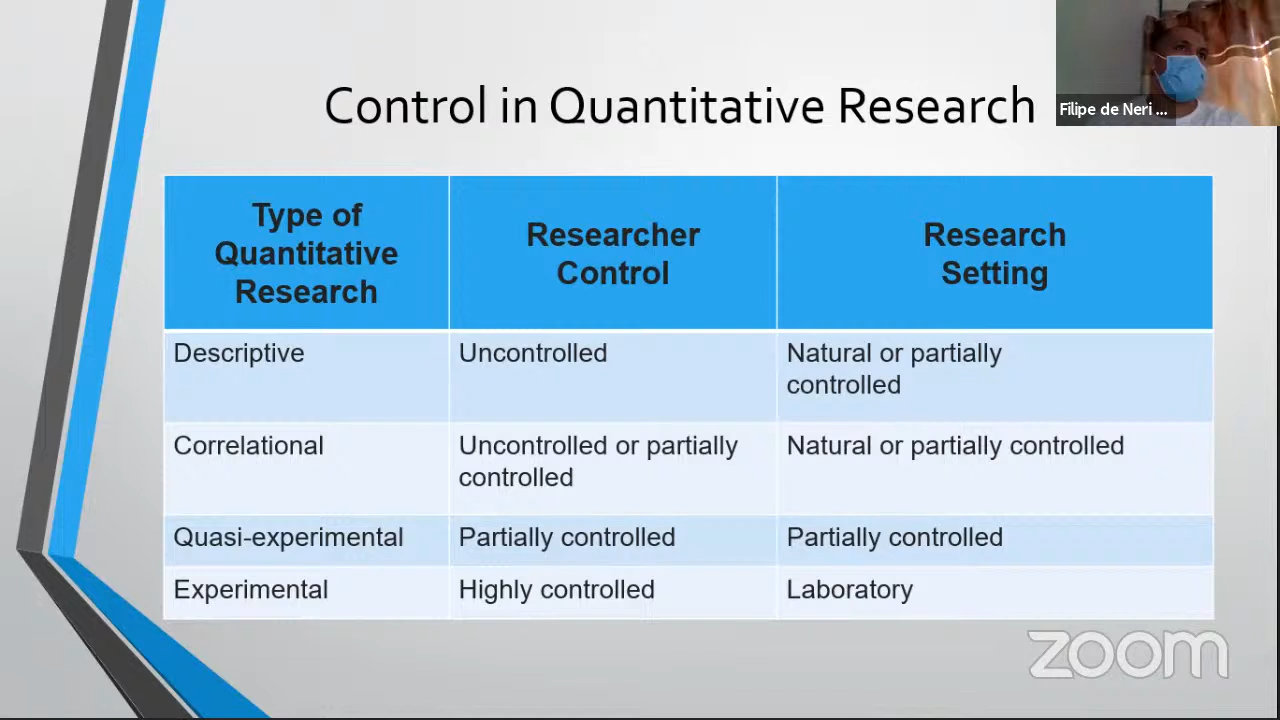 Control in Quantitative Research
Filipe de Neri ...
Type of
Quantitative
Research
Researcher
Control
Research
Setting
Descriptive
Uncontrolled
Natural or partially
controlled
Correlational
Uncontrolled or partially
controlled
Natural or partially controlled
Quasi-experimental
Partially controlled
Partially controlled
Experimental
Highly controlled
Laboratory
zoom